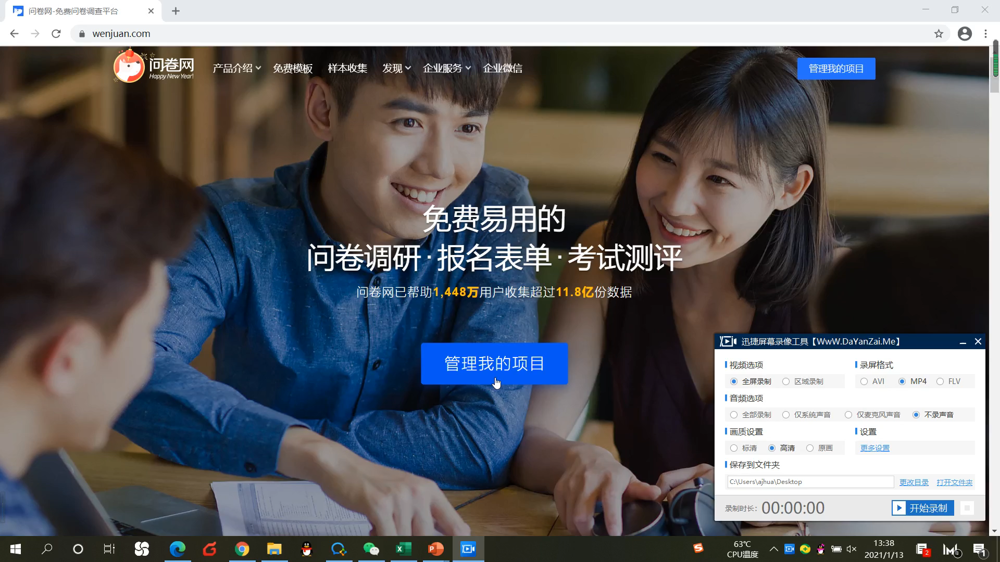 问卷网-免费问卷调查平台
wenjuan.com
问卷网
Happy New Year!
产品介绍
免费模板
样本收集
发现
企业服务
企业微信
管理我的项目
免费易用的
问卷调研·报名表单·考试测评
问卷网已帮助1,448万用户收集超过11.8亿份数据
管理我的项目
迅捷屏幕录像工具【WwW.DaYanZai.Me】
视频选项
录屏格式
全屏录制 区域录制
AVI MP4 FLV
音频选项
全部录制 仅系统声音 仅麦克风声音 不录声音
画质设置
设置
标清 高清 原画
更多设置
保存到文件夹
C:\Users\ajhua\Desktop
更改目录 打开文件夹
录制时长: 00:00:00
开始录制
63℃
CPU温度
13:38
2021/1/13
2
3
1